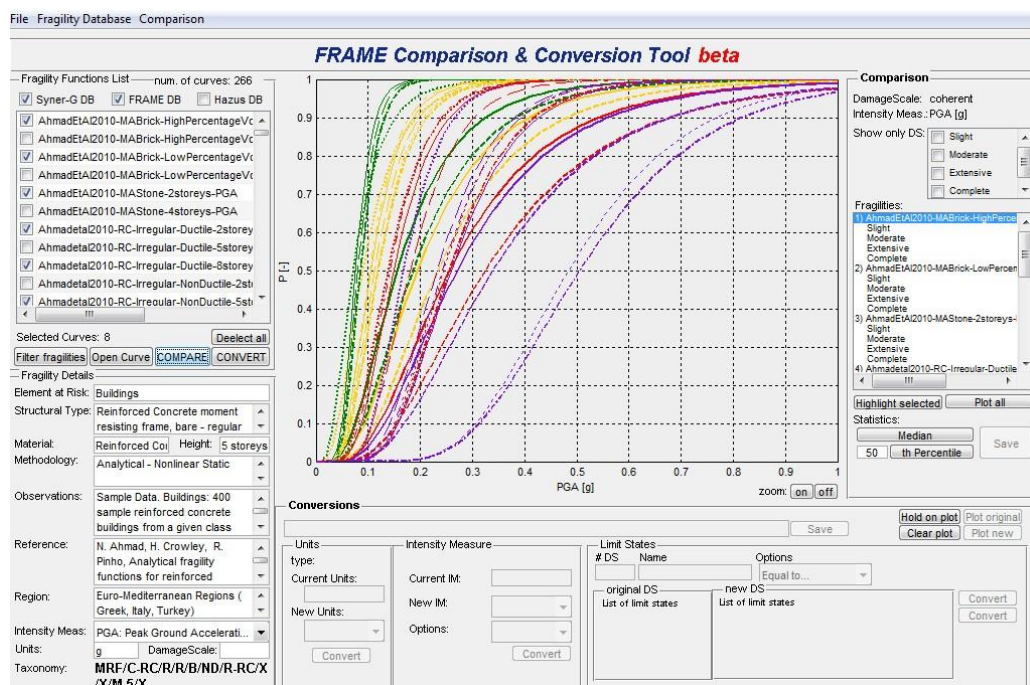 File Fragility Database Comparison
FRAME Comparison & Conversion Tool beta
Fragility Functions List
num. of curves: 266
Syner-G DB
FRAME DB
Hazus DB
AhmadEtAl2010-MABrick-HighPercentageVo
AhmadEtAl2010-MABrick-HighPercentageVo
AhmadEtAl2010-MABrick-LowPercentageVo
AhmadEtAl2010-MABrick-LowPercentageVo
AhmadEtAl2010-MAStone-2storeys-PGA
AhmadEtAl2010-MAStone-4storeys-PGA
Ahmadetal2010-RC-Irregular-Ductile-2storey
Ahmadetal2010-RC-Irregular-Ductile-5storey
Ahmadetal2010-RC-Irregular-Ductile-8storey
Ahmadetal2010-RC-Irregular-NonDuctile-2sto
Ahmadetal2010-RC-Irregular-NonDuctile-5sto
Selected Curves: 8
Deelect all
Filter fragilities
Open Curve
COMPARE
CONVERT
Fragility Details
Element at Risk: Buildings
Structural Type: Reinforced Concrete moment
resisting frame, bare - regular
Material: Reinforced Coi
Height: 5 storeys
Methodology: Analytical - Nonlinear Static
Observations: Sample Data. Buildings: 400
sample reinforced concrete
buildings from a given class
Reference: N. Ahmad, H. Crowley, R.
Pinho, Analytical fragility
functions for reinforced
Region: Euro-Mediterranean Regions (
Greek, Italy, Turkey)
Intensity Meas: PGA: Peak Ground Accelerati...
Units: g
DamageScale:
Taxonomy: MRF/C-RC/R/R/B/ND/R-RC/X
/X/M,5/X
1
0.9
0.8
0.7
0.6
0.5
0.4
0.3
0.2
0.1
0
P [-]
0 0.1 0.2 0.3 0.4 0.5 0.6 0.7 0.8 0.9 1
PGA [g]
zoom: on off
Comparison
DamageScale: coherent
Intensity Meas.: PGA [g]
Show only DS:
Slight
Moderate
Extensive
Complete
Fragilities:
1) AhmadEtAl2010-MABrick-HighPerce
Slight
Moderate
Extensive
Complete
2) AhmadEtAl2010-MABrick-LowPercen
Slight
Moderate
Extensive
Complete
3) AhmadEtAl2010-MAStone-2storeys-
Slight
Moderate
Extensive
Complete
4) Ahmadetal2010-RC-Irregular-Ductile
Highlight selected
Plot all
Statistics:
Median
50 th Percentile
Save
Conversions
Save
Hold on plot
Plot original
Clear plot
Plot new
Units
type:
Current Units:
New Units:
Convert
Intensity Measure
Current IM:
New IM:
Options:
Convert
Limit States
# DS Name Options
Equal to...
original DS
List of limit states
new DS
List of limit states
Convert
Convert